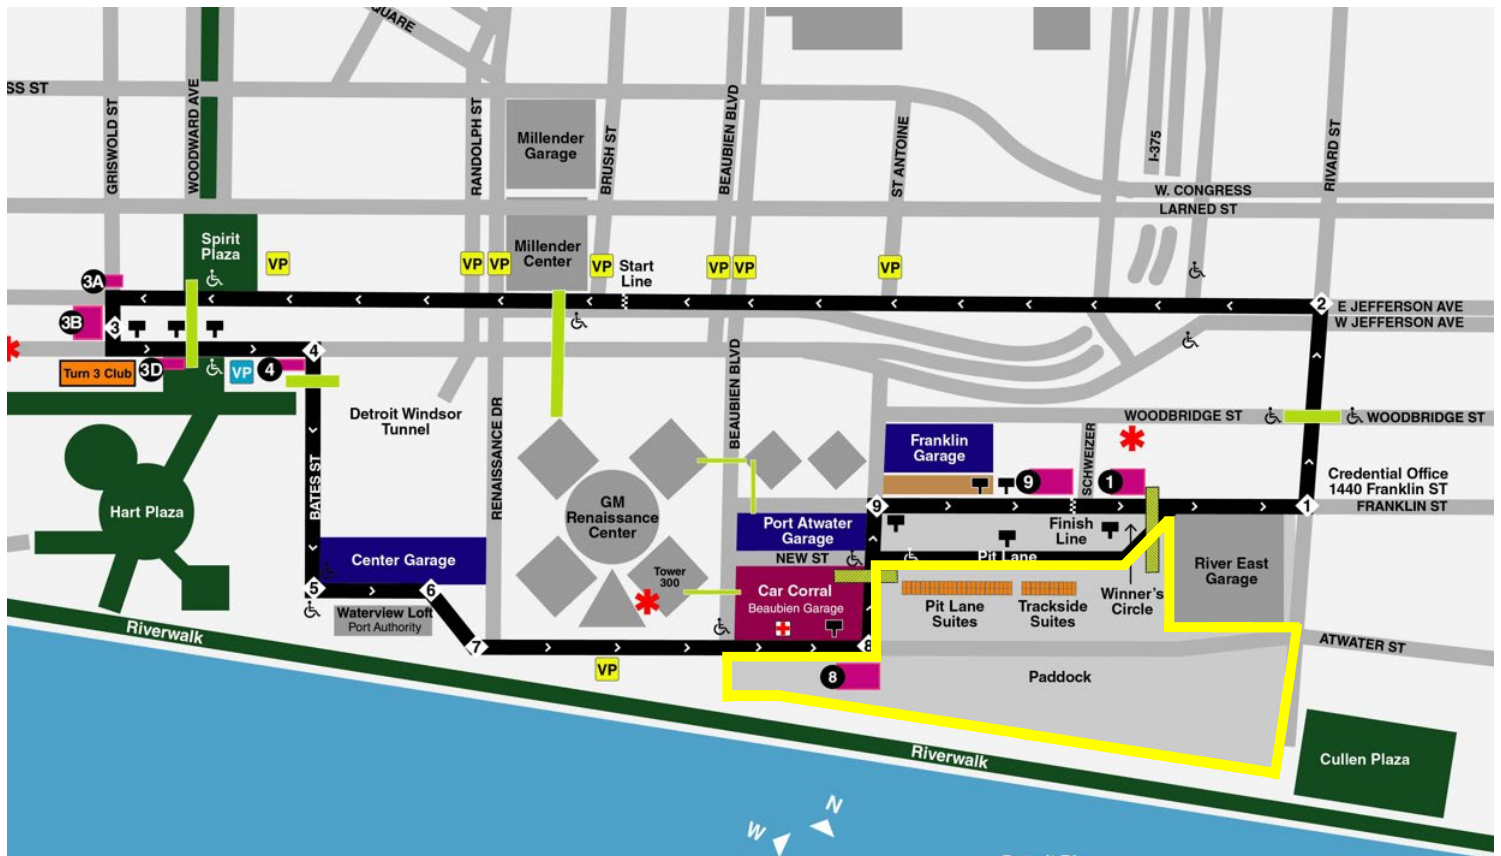 SQUARE
SS ST
GRISWOLD ST
WOODWARD AVE
RANDOLPH ST
Millender
Garage
BRUSH ST
BEAUBIEN BLVD
ST ANTOINE
I-375
RIVARD ST
W. CONGRESS
LARNED ST
Spirit
Plaza
VP
VP
VP
Millender
Center
VP
Start
Line
VP
VP
VP
3A
3B
3
2
E JEFFERSON AVE
W JEFFERSON AVE
Turn 3 Club
3D
VP
4
4
Detroit Windsor
Tunnel
RENAISSANCE DR
BEAUBIEN BLVD
WOODBRIDGE ST
WOODBRIDGE ST
Franklin
Garage
SCHWEIZER
9
1
Credential Office
1440 Franklin ST
FRANKLIN ST
1
9
Hart Plaza
BATES ST
GM
Renaissance
Center
Port Atwater
Garage
NEW ST
Finish
Line
Pit Lane
Center Garage
Tower
300
Car Corral
Beaubien Garage
River East
Garage
Pit Lane
Suites
Trackside
Suites
Winner's
Circle
5
6
Waterview Loft
Port Authority
7
8
ATWATER ST
Riverwalk
VP
8
Paddock
Riverwalk
Cullen Plaza
N
W